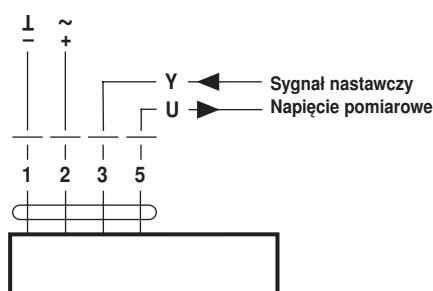 ⊥ ~
− +
Y Sygnał nastawczy
U Napięcie pomiarowe
1 2 3 5